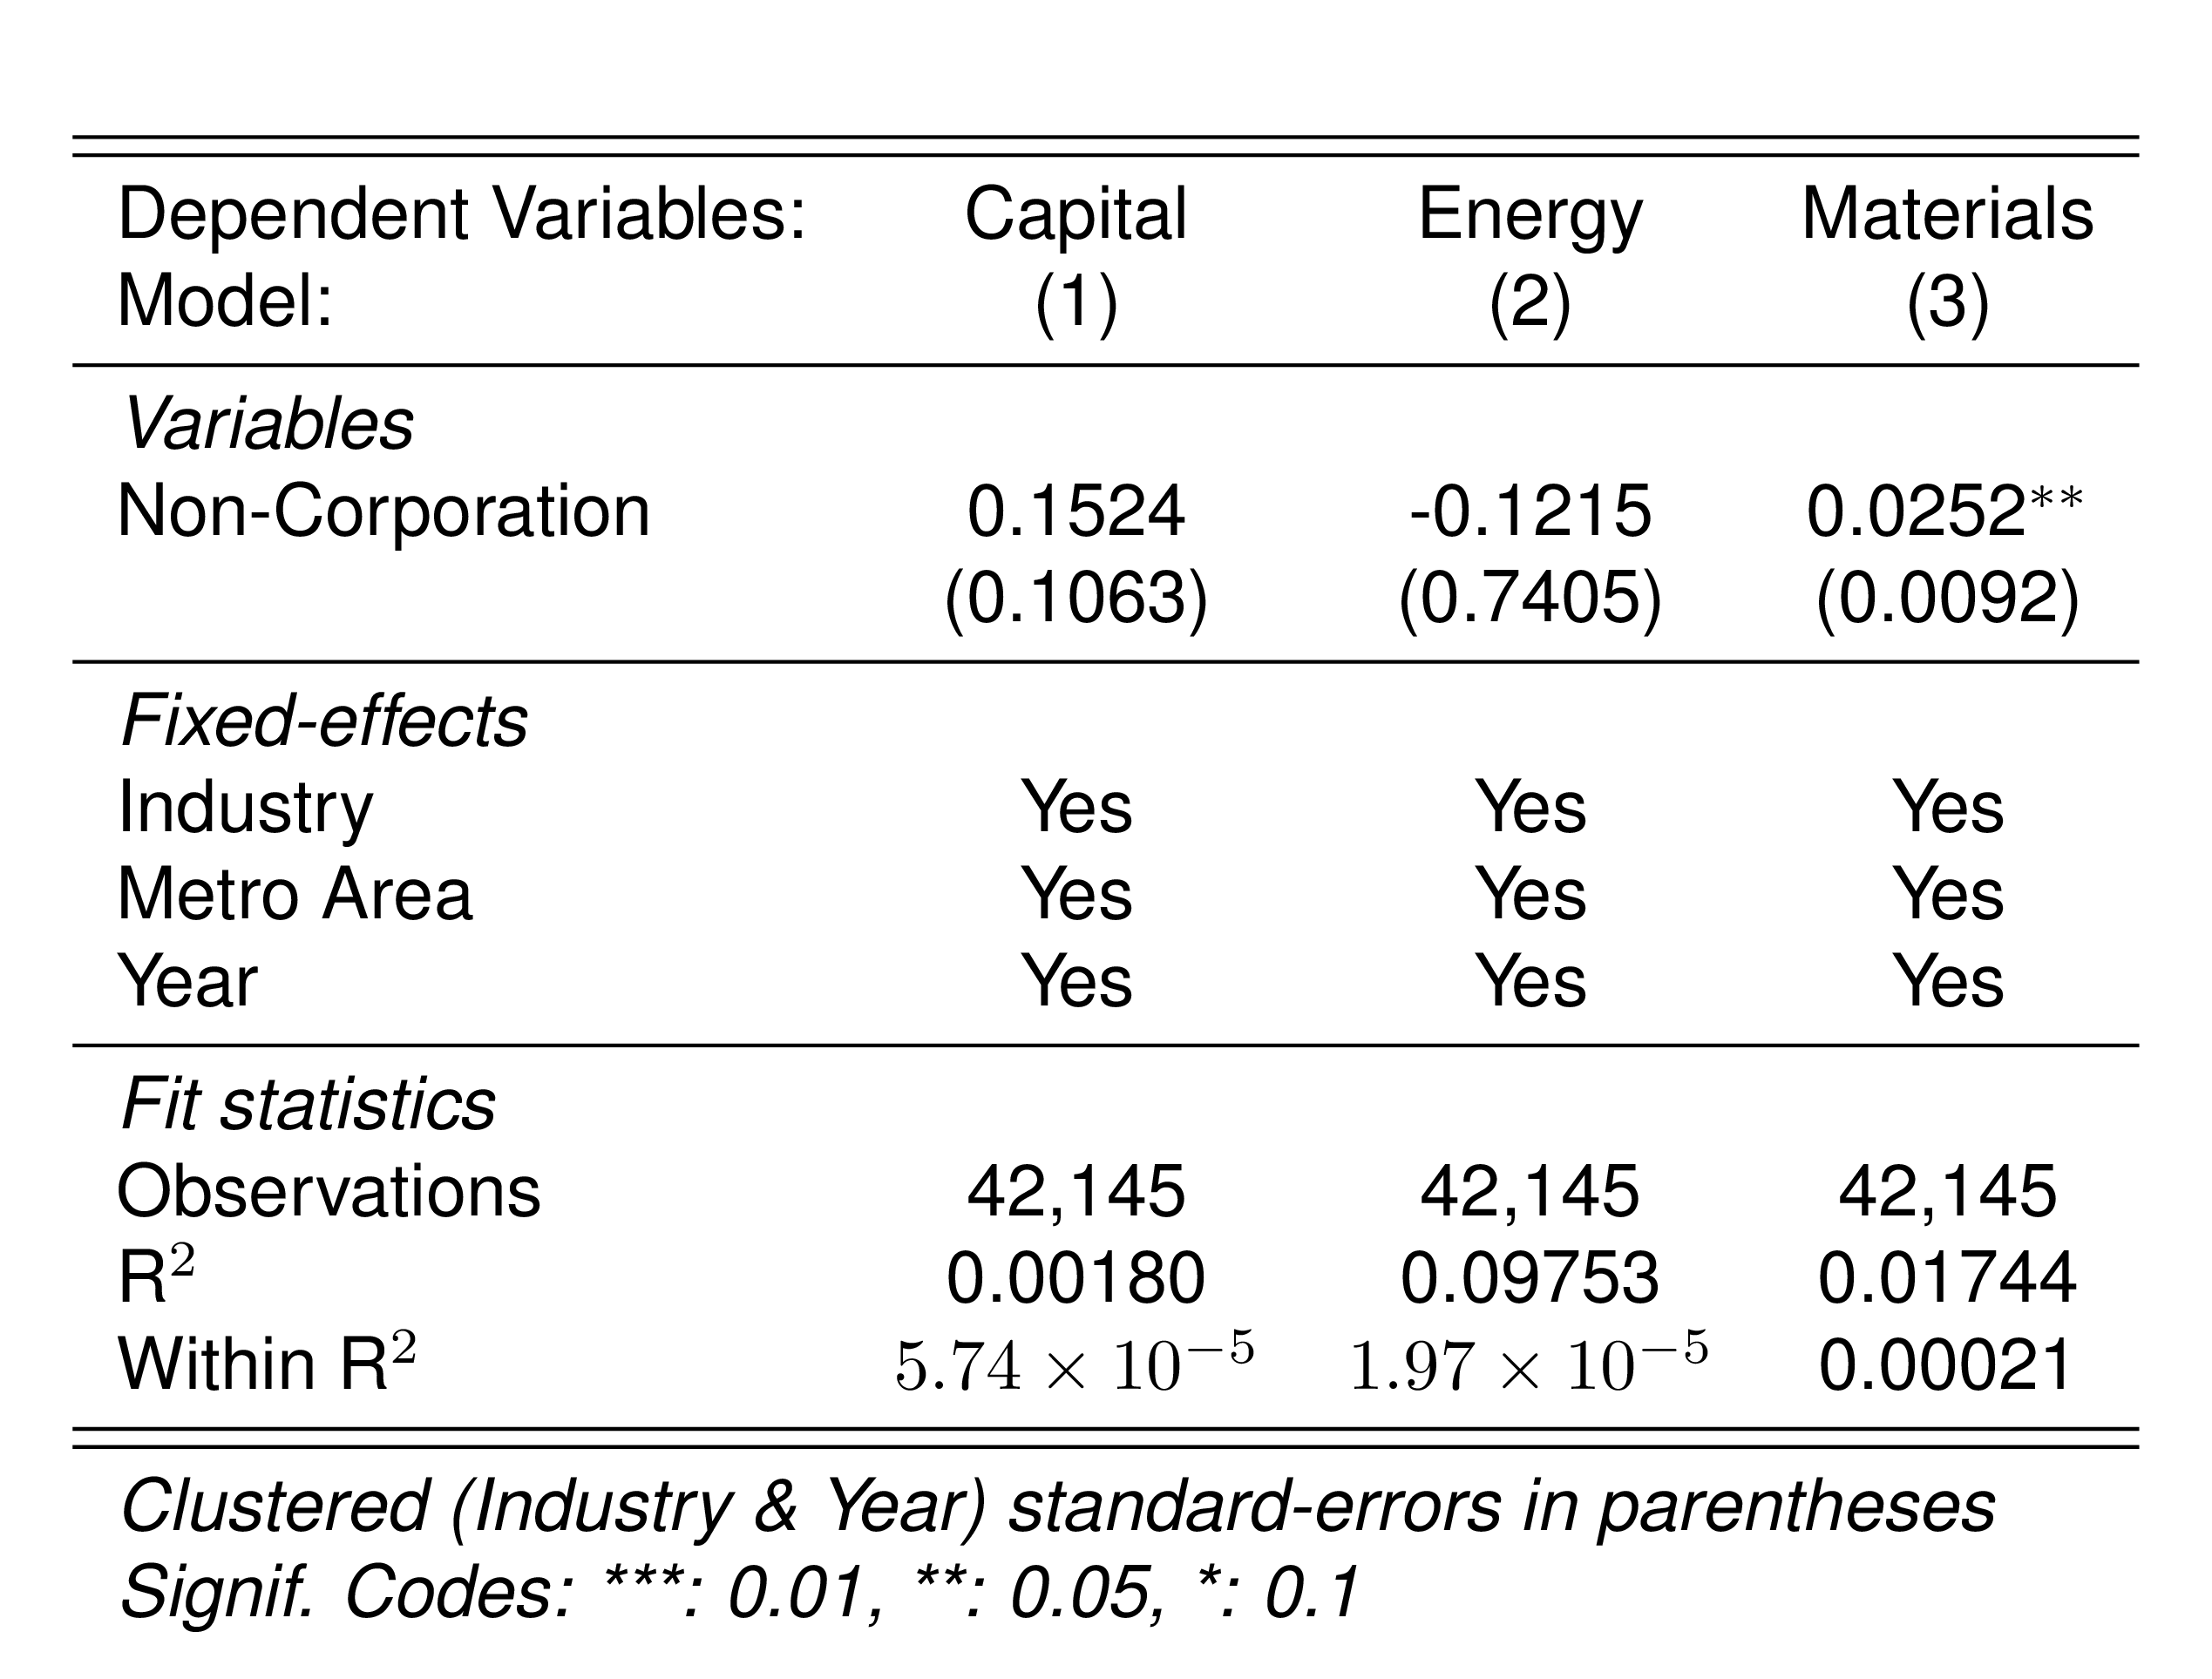 Dependent Variables: Capital Energy Materials
Model: (1) (2) (3)
Variables
Non-Corporation 0.1524 -0.1215 0.0252**
(0.1063) (0.7405) (0.0092)
Fixed-effects
Industry Yes Yes Yes
Metro Area Yes Yes Yes
Year Yes Yes Yes
Fit statistics
Observations 42,145 42,145 42,145
R² 0.00180 0.09753 0.01744
Within R² 5.74 × 10⁻⁵ 1.97 × 10⁻⁵ 0.00021
Clustered (Industry & Year) standard-errors in parentheses
Signif. Codes: ***: 0.01, **: 0.05, *: 0.1